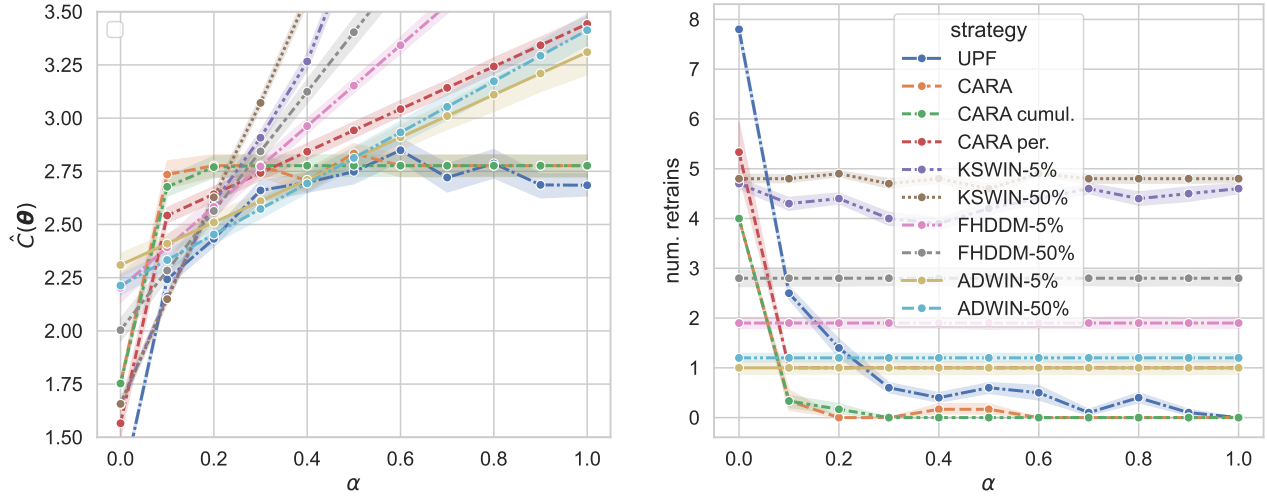 3.50
3.25
3.00
2.75
2.50
2.25
2.00
1.75
1.50
Ĉ(θ)
0.0 0.2 0.4 0.6 0.8 1.0
α
8
7
6
5
4
3
2
1
0
num. retrains
0.0 0.2 0.4 0.6 0.8 1.0
α
strategy
UPF
CARA
CARA cumul.
CARA per.
KSWIN-5%
KSWIN-50%
FHDDM-5%
FHDDM-50%
ADWIN-5%
ADWIN-50%